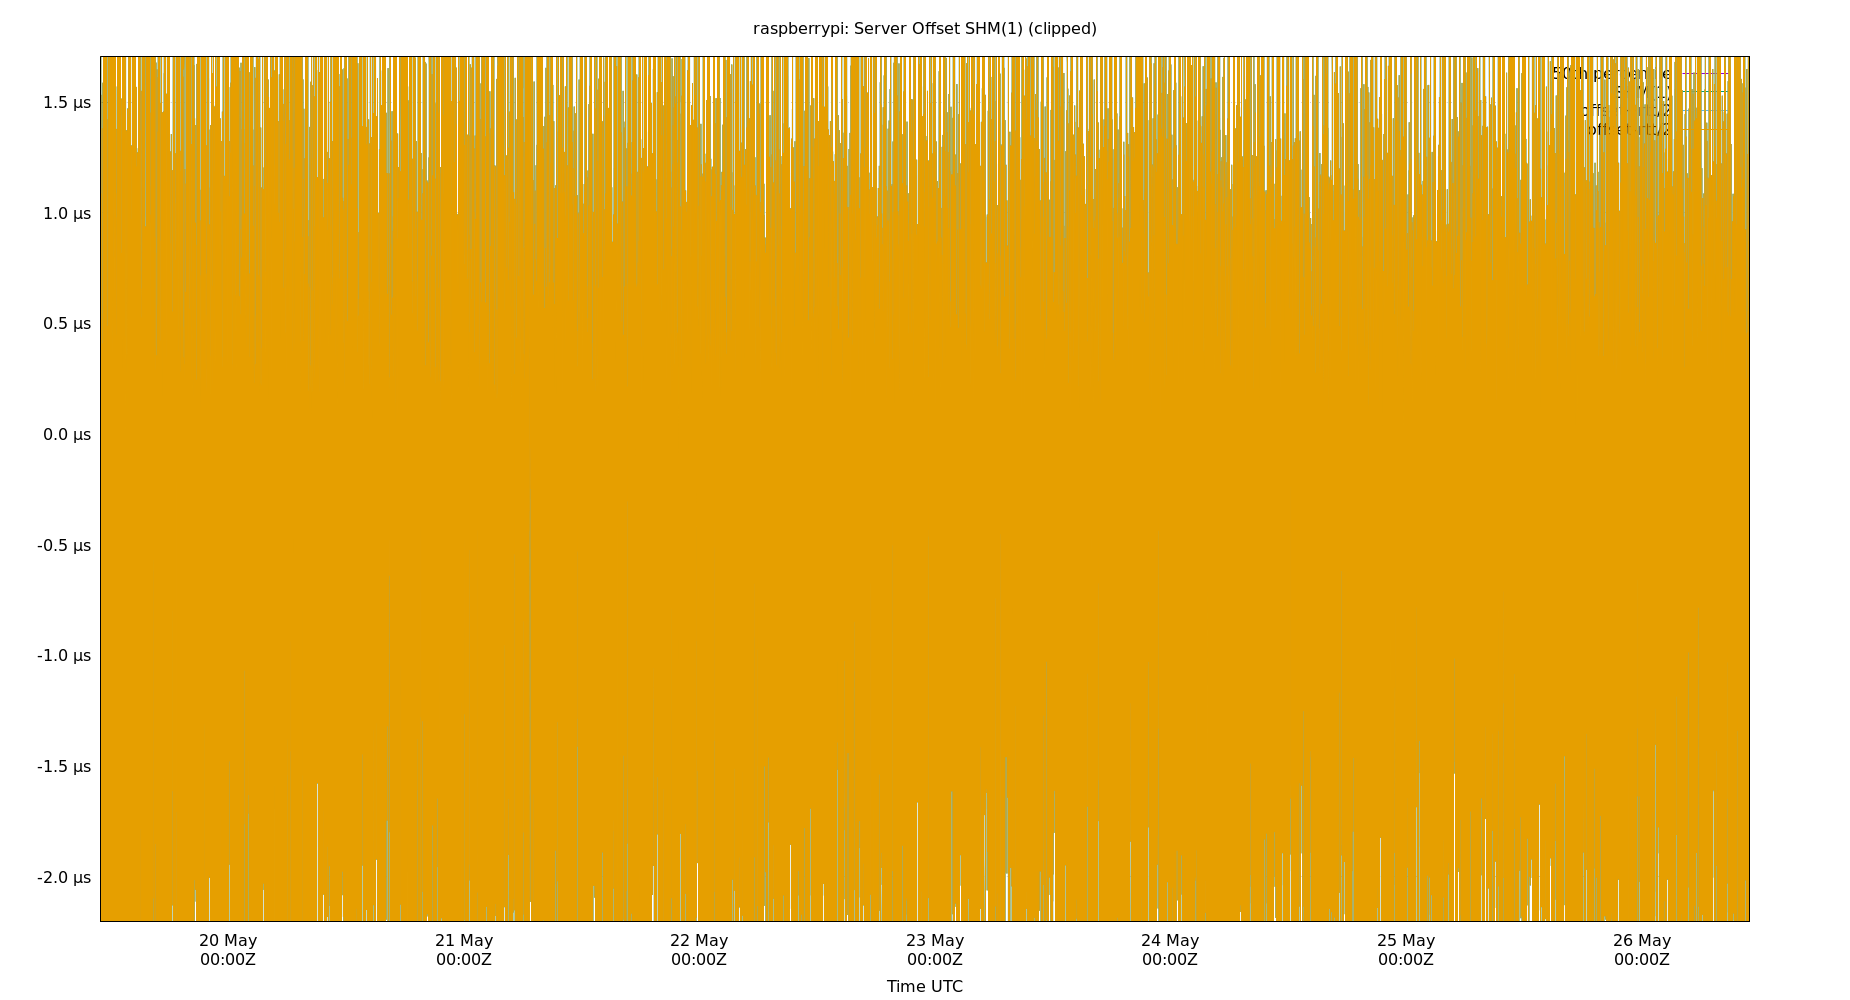 raspberrypi: Server Offset SHM(1) (clipped)
1.5 µs
1.0 µs
0.5 µs
0.0 µs
-0.5 µs
-1.0 µs
-1.5 µs
-2.0 µs
20 May 21 May 22 May 23 May 24 May 25 May 26 May
00:00Z 00:00Z 00:00Z 00:00Z 00:00Z 00:00Z 00:00Z
Time UTC